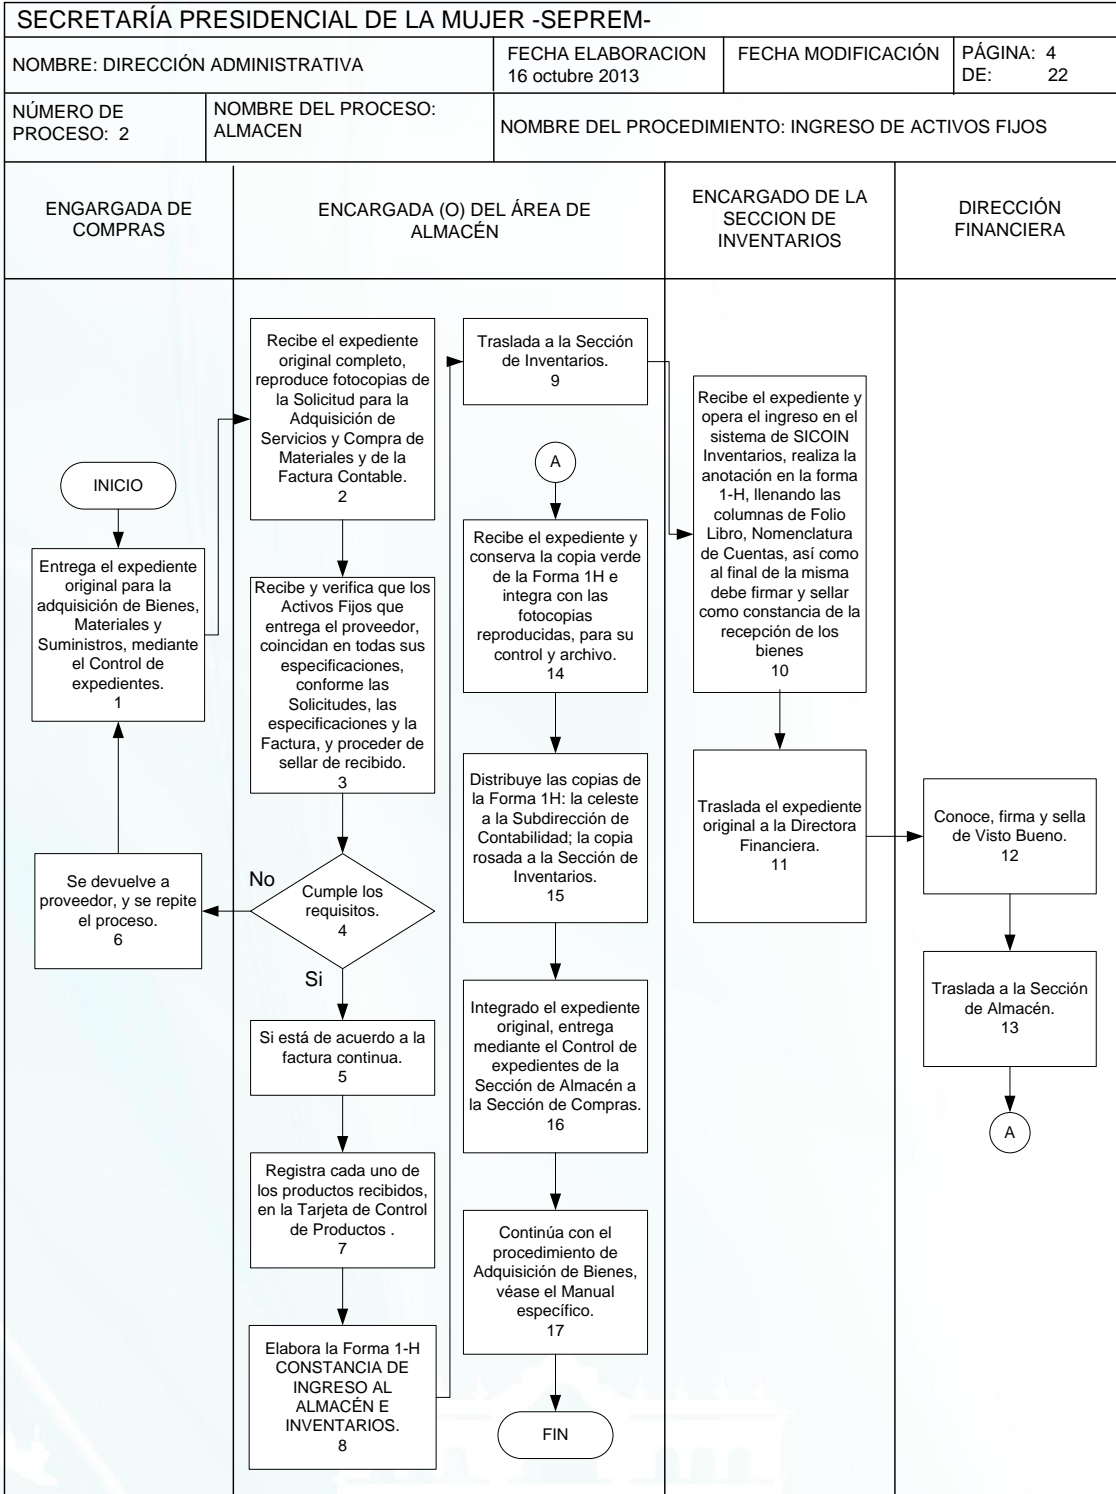 SECRETARÍA PRESIDENCIAL DE LA MUJER -SEPREM-
NOMBRE: DIRECCIÓN ADMINISTRATIVA
FECHA ELABORACION
16 octubre 2013
FECHA MODIFICACIÓN
PÁGINA: 4
DE: 22
NÚMERO DE
PROCESO: 2
NOMBRE DEL PROCESO:
ALMACEN
NOMBRE DEL PROCEDIMIENTO: INGRESO DE ACTIVOS FIJOS
ENGARGADA DE
COMPRAS
ENCARGADA (O) DEL ÁREA DE
ALMACÉN
ENCARGADO DE LA
SECCION DE
INVENTARIOS
DIRECCIÓN
FINANCIERA
INICIO
Entrega el expediente
original para la
adquisición de Bienes,
Materiales y
Suministros, mediante
el Control de
expedientes.
1
Recibe el expediente
original completo,
reproduce fotocopias de
la Solicitud para la
Adquisición de
Servicios y Compra de
Materiales y de la
Factura Contable.
2
Recibe y verifica que los
Activos Fijos que
entrega el proveedor,
coincidan en todas sus
especificaciones,
conforme las
Solicitudes, las
especificaciones y la
Factura, y proceder de
sellar de recibido.
3
Cumple los
requisitos.
4
No
Si
Si está de acuerdo a la
factura continua.
5
Se devuelve a
proveedor, y se repite
el proceso.
6
Registra cada uno de
los productos recibidos,
en la Tarjeta de Control
de Productos .
7
Elabora la Forma 1-H
CONSTANCIA DE
INGRESO AL
ALMACÉN E
INVENTARIOS.
8
Traslada a la Sección
de Inventarios.
9
Recibe el expediente y
opera el ingreso en el
sistema de SICOIN
Inventarios, realiza la
anotación en la forma
1-H, llenando las
columnas de Folio
Libro, Nomenclatura
de Cuentas, así como
al final de la misma
debe firmar y sellar
como constancia de la
recepción de los
bienes
10
Traslada el expediente
original a la Directora
Financiera.
11
Conoce, firma y sella
de Visto Bueno.
12
Traslada a la Sección
de Almacén.
13
A
A
Recibe el expediente y
conserva la copia verde
de la Forma 1H e
integra con las
fotocopias
reproducidas, para su
control y archivo.
14
Distribuye las copias de
la Forma 1H: la celeste
a la Subdirección de
Contabilidad; la copia
rosada a la Sección de
Inventarios.
15
Integrado el expediente
original, entrega
mediante el Control de
expedientes de la
Sección de Almacén a
la Sección de Compras.
16
Continúa con el
procedimiento de
Adquisición de Bienes,
véase el Manual
específico.
17
FIN